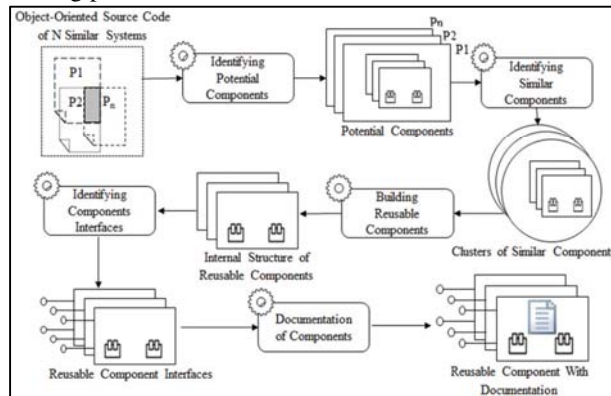 Object-Oriented Source Code
of N Similar Systems
P1
P2
Pn
Identifying
Potential
Components
Pn
P2
P1
Potential Components
Identifying
Similar
Components
Clusters of Similar Component
Building
Reusable
Components
Internal Structure of
Reusable Components
Identifying
Components
Interfaces
Reusable Component Interfaces
Documentation
of Components
Reusable Component With
Documentation